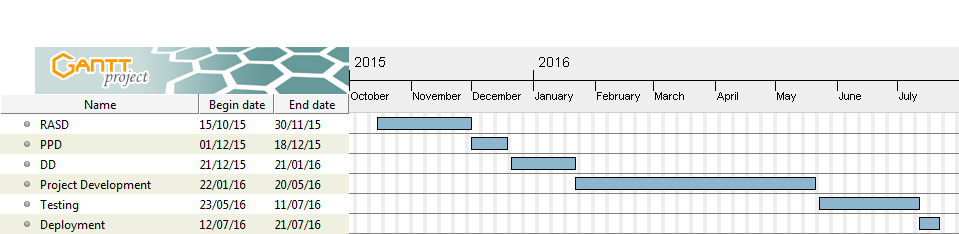 GANTT
project
2015 2016
October November December January February March April May June July
Name Begin date End date
RASD 15/10/15 30/11/15
PPD 01/12/15 18/12/15
DD 21/12/15 21/01/16
Project Development 22/01/16 20/05/16
Testing 23/05/16 11/07/16
Deployment 12/07/16 21/07/16